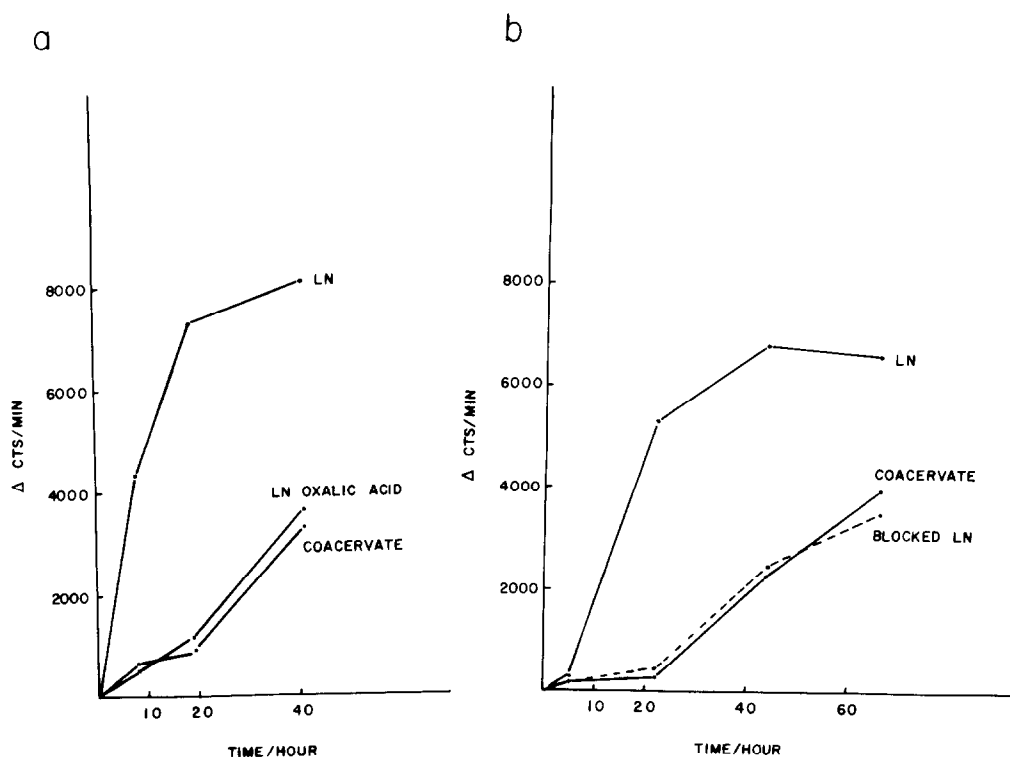 a
8000
6000
4000
2000
Δ CTS/MIN
LN
LN OXALIC ACID
COACERVATE
10 20 40
TIME/HOUR
b
8000
6000
4000
2000
Δ CTS/MIN
LN
COACERVATE
BLOCKED LN
10 20 40 60
TIME/HOUR